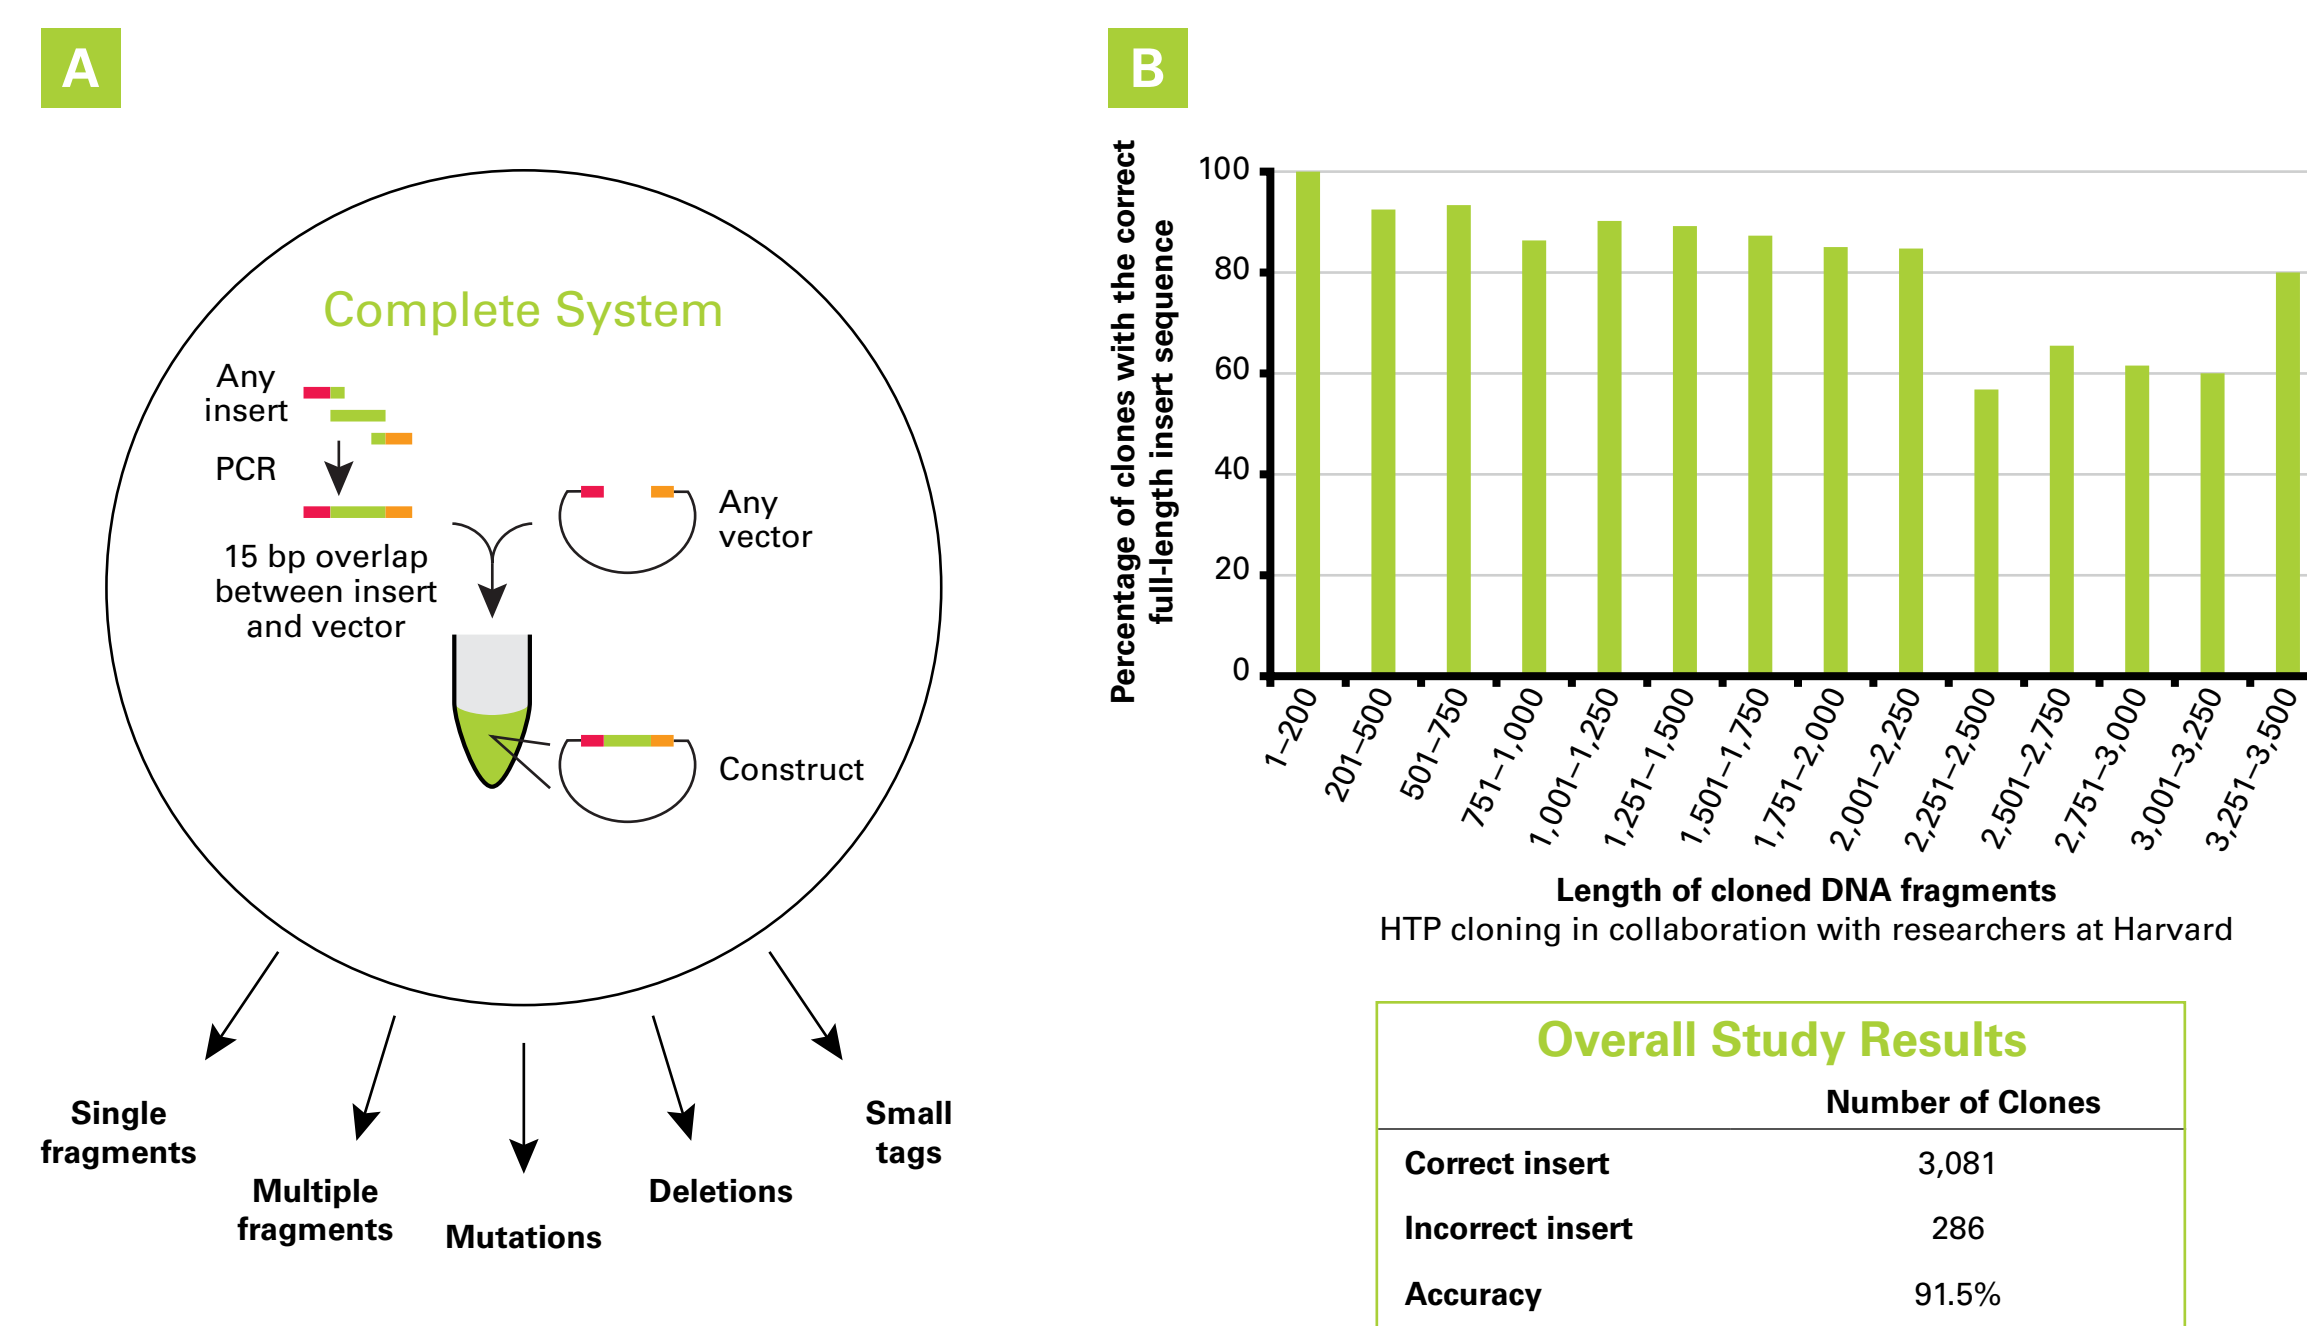 A
Complete System
Any
insert
PCR
15 bp overlap
between insert
and vector
Any
vector
Construct
Single
fragments
Multiple
fragments
Mutations
Deletions
Small
tags
B
Percentage of clones with the correct
full-length insert sequence
100
80
60
40
20
0
1–200
201–500
501–750
751–1,000
1,001–1,250
1,251–1,500
1,501–1,750
1,751–2,000
2,001–2,250
2,251–2,500
2,501–2,750
2,751–3,000
3,001–3,250
3,251–3,500
Length of cloned DNA fragments
HTP cloning in collaboration with researchers at Harvard
Overall Study Results
Number of Clones
Correct insert 3,081
Incorrect insert 286
Accuracy 91.5%